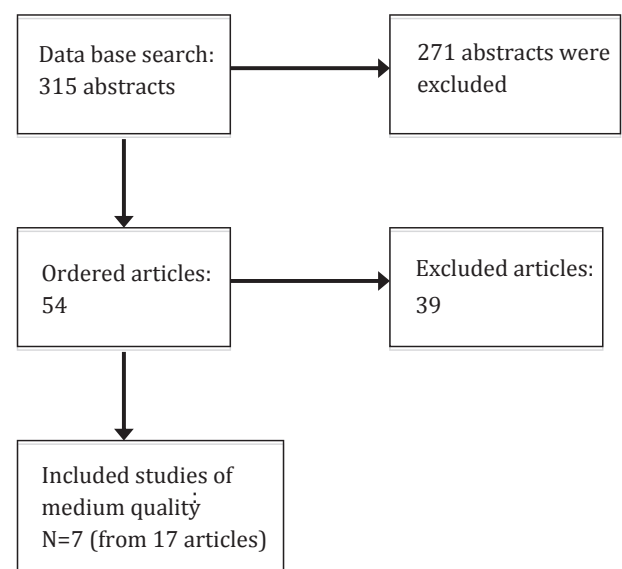 Data base search:
315 abstracts
271 abstracts were
excluded
Ordered articles:
54
Excluded articles:
39
Included studies of
medium quality
N=7 (from 17 articles)